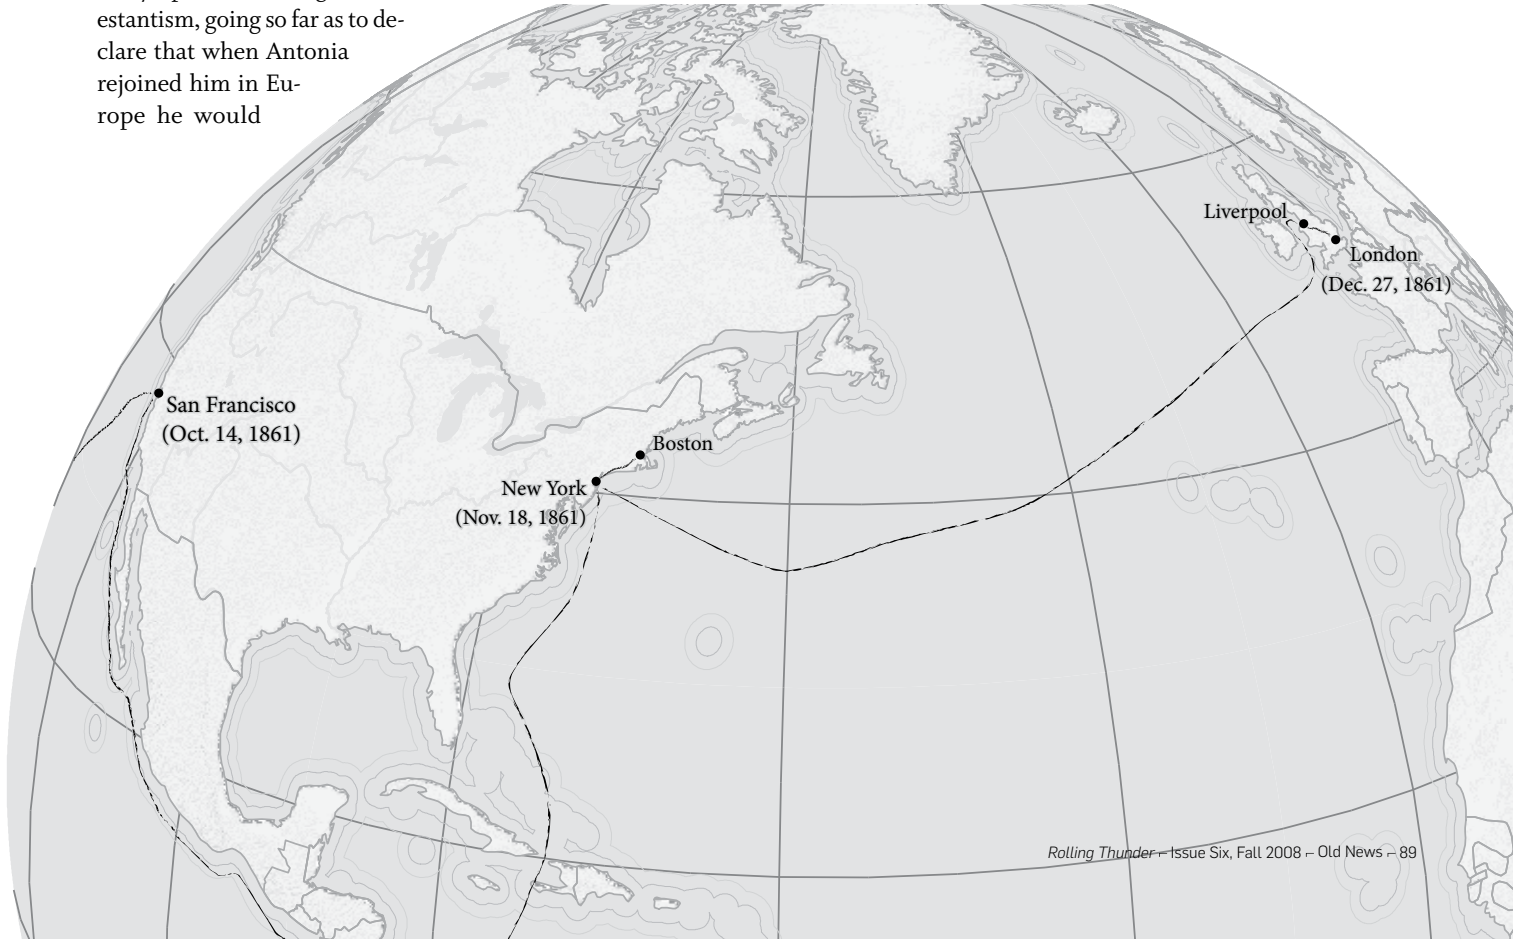 estantism, going so far as to de-
clare that when Antonia
rejoined him in Eu-
rope he would
Liverpool
London
(Dec. 27, 1861)
San Francisco
(Oct. 14, 1861)
Boston
New York
(Nov. 18, 1861)
Rolling Thunder – Issue Six, Fall 2008 – Old News – 89